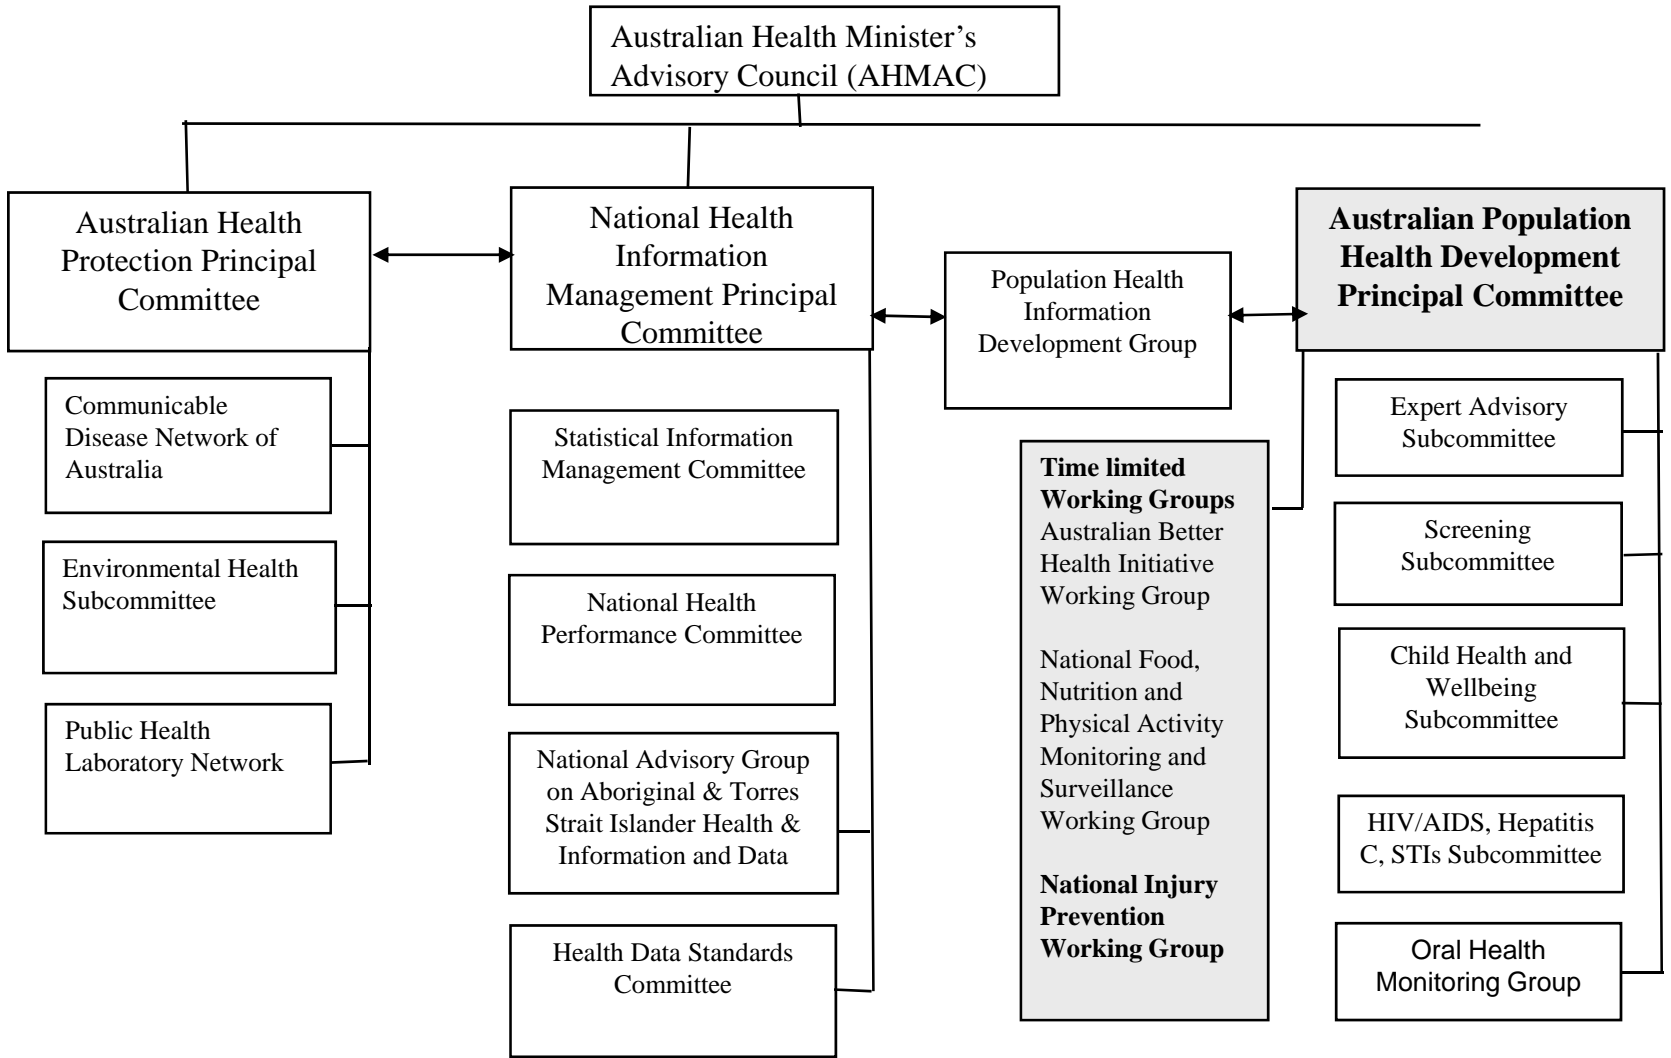 Australian Health Minister’s
Advisory Council (AHMAC)
Australian Health
Protection Principal
Committee
National Health
Information
Management Principal
Committee
Population Health
Information
Development Group
Australian Population
Health Development
Principal Committee
Communicable
Disease Network of
Australia
Environmental Health
Subcommittee
Public Health
Laboratory Network
Statistical Information
Management Committee
National Health
Performance Committee
National Advisory Group
on Aboriginal & Torres
Strait Islander Health &
Information and Data
Health Data Standards
Committee
Time limited
Working Groups
Australian Better
Health Initiative
Working Group
National Food,
Nutrition and
Physical Activity
Monitoring and
Surveillance
Working Group
National Injury
Prevention
Working Group
Expert Advisory
Subcommittee
Screening
Subcommittee
Child Health and
Wellbeing
Subcommittee
HIV/AIDS, Hepatitis
C, STIs Subcommittee
Oral Health
Monitoring Group